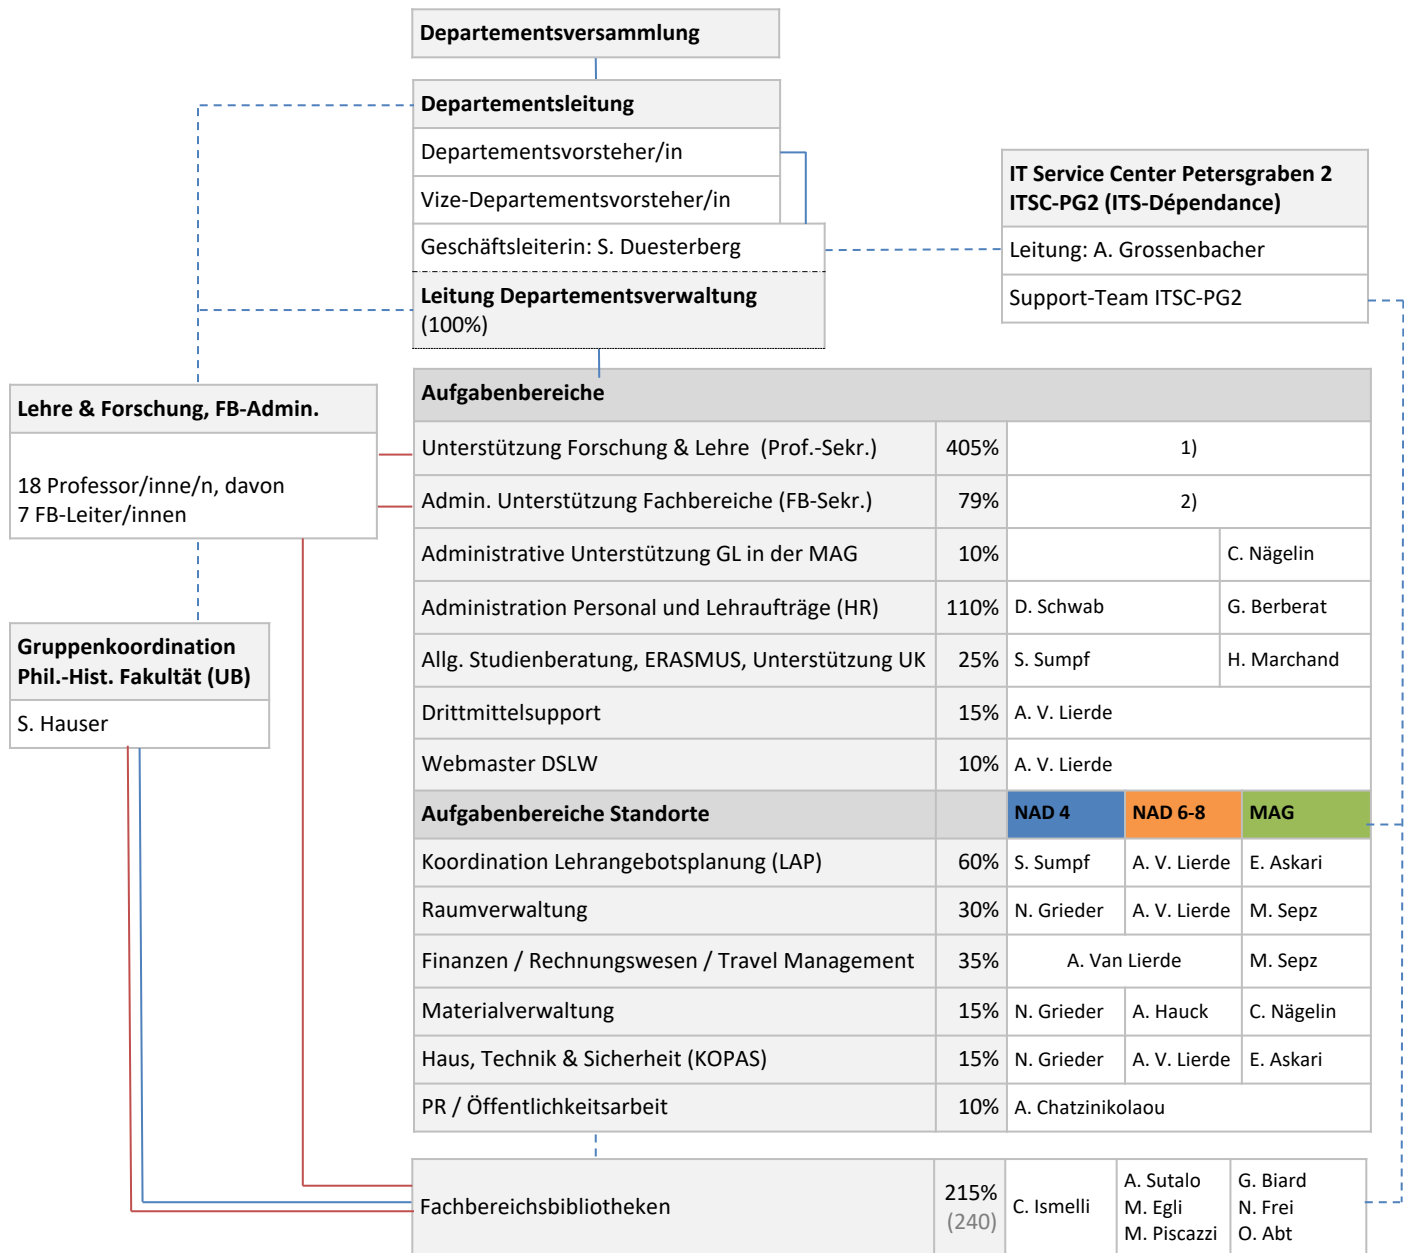 Departementsversammlung
Departementsleitung
Departementsvorsteher/in
Vize-Departementsvorsteher/in
Geschäftsleiterin: S. Duesterberg
Leitung Departementsverwaltung
(100%)
IT Service Center Petersgraben 2
ITSC-PG2 (ITS-Dépendance)
Leitung: A. Grossenbacher
Support-Team ITSC-PG2
Lehre & Forschung, FB-Admin.
18 Professor/inne/n, davon
7 FB-Leiter/innen
Gruppenkoordination
Phil.-Hist. Fakultät (UB)
S. Hauser
Aufgabenbereiche
Unterstützung Forschung & Lehre (Prof.-Sekr.) 405% 1)
Admin. Unterstützung Fachbereiche (FB-Sekr.) 79% 2)
Administrative Unterstützung GL in der MAG 10% C. Nägelin
Administration Personal und Lehraufträge (HR) 110% D. Schwab G. Berberat
Allg. Studienberatung, ERASMUS, Unterstützung UK 25% S. Sumpf H. Marchand
Drittmittelsupport 15% A. V. Lierde
Webmaster DSLW 10% A. V. Lierde
Aufgabenbereiche Standorte NAD 4 NAD 6-8 MAG
Koordination Lehrangebotsplanung (LAP) 60% S. Sumpf A. V. Lierde E. Askari
Raumverwaltung 30% N. Grieder A. V. Lierde M. Sepz
Finanzen / Rechnungswesen / Travel Management 35% A. Van Lierde M. Sepz
Materialverwaltung 15% N. Grieder A. Hauck C. Nägelin
Haus, Technik & Sicherheit (KOPAS) 15% N. Grieder A. V. Lierde E. Askari
PR / Öffentlichkeitsarbeit 10% A. Chatzinikolaou
Fachbereichsbibliotheken
215%
(240)
C. Ismelli
A. Sutalo
M. Egli
M. Piscazzi
G. Biard
N. Frei
O. Abt